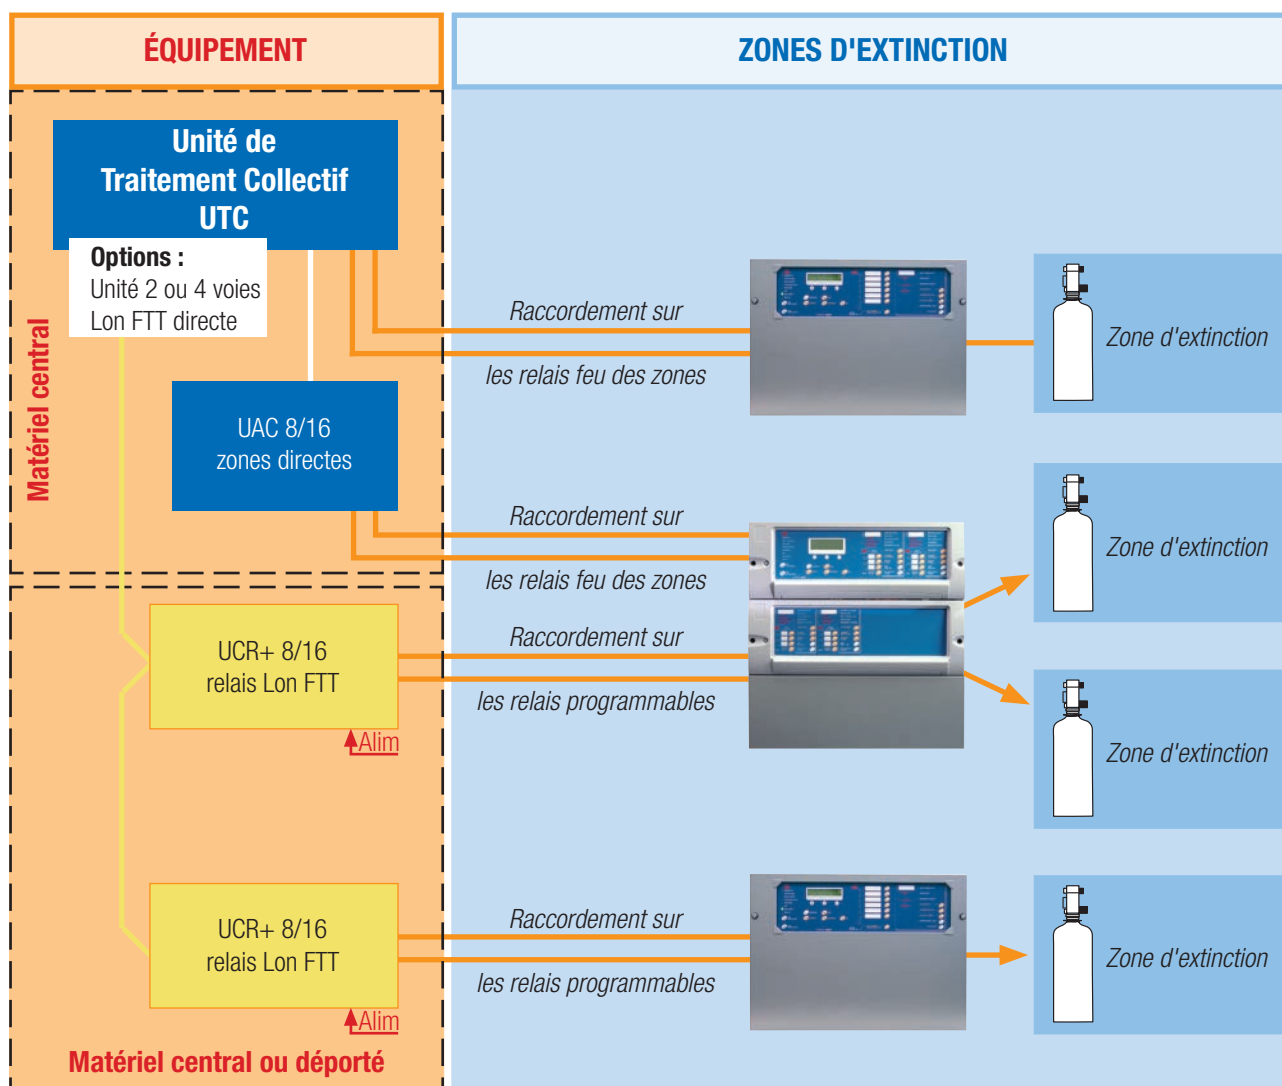 ÉQUIPEMENT
ZONES D'EXTINCTION
Unité de
Traitement Collectif
UTC
Options :
Unité 2 ou 4 voies
Lon FTT directe
Matériel central
Raccordement sur
les relais feu des zones
Zone d'extinction
UAC 8/16
zones directes
Raccordement sur
les relais feu des zones
Zone d'extinction
UCR+ 8/16
relais Lon FTT
Alim
Raccordement sur
les relais programmables
Zone d'extinction
UCR+ 8/16
relais Lon FTT
Alim
Raccordement sur
les relais programmables
Zone d'extinction
Matériel central ou déporté